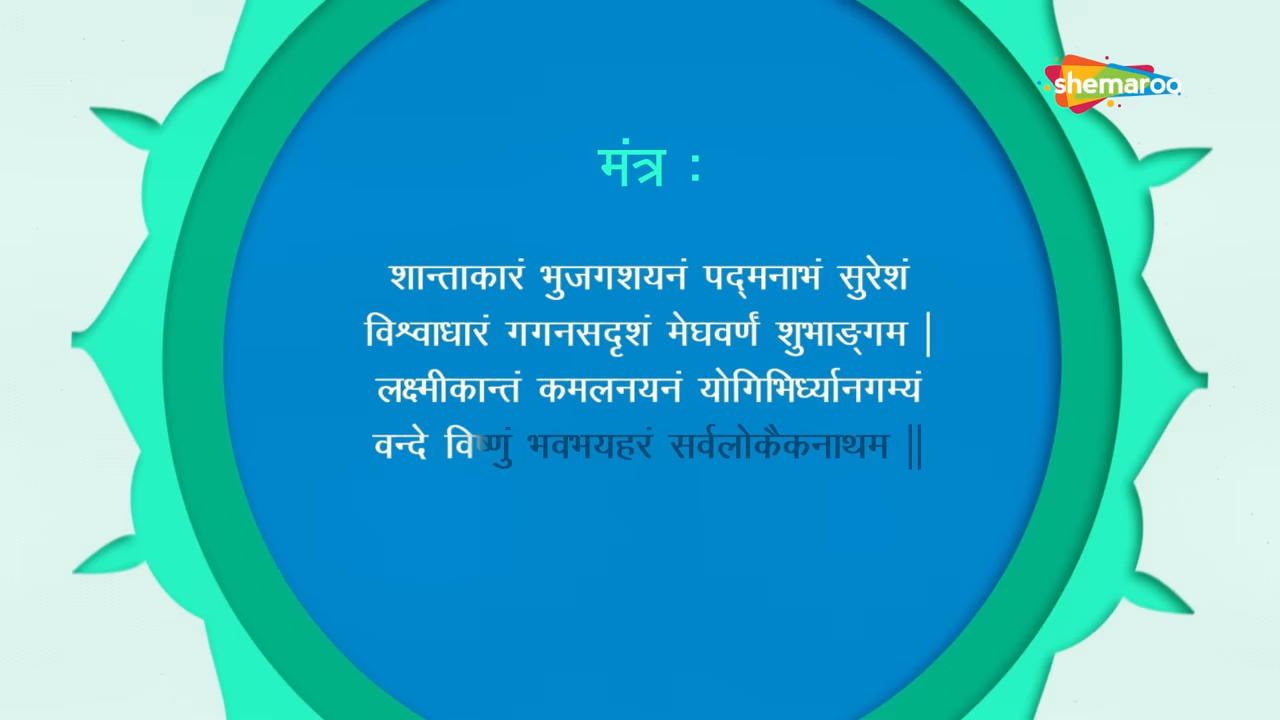 shemaroo
मंत्र :
शान्ताकारं भुजगशयनं पद्‌मनाभं सुरेशं
विश्वाधारं गगनसदृशं मेघवर्णं शुभाङ्गम |
लक्ष्मीकान्तं कमलनयनं योगिभिर्ध्यानगम्यं
वन्दे विष्णुं भवभयहरं सर्वलोकैकनाथम ||